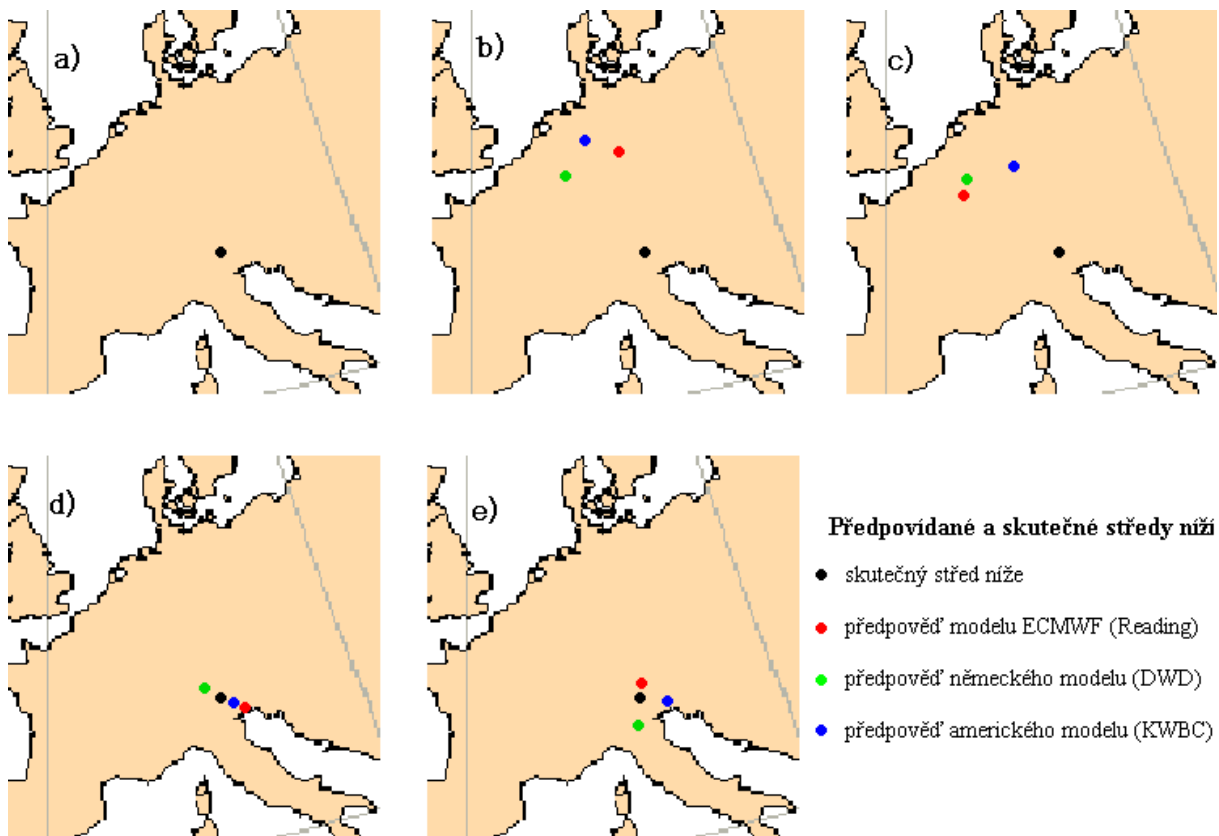 a)
b)
c)
d)
e)
Předpovídané a skutečné středy níží
skutečný střed níže
předpověď modelu ECMWF (Reading)
předpověď německého modelu (DWD)
předpověď amerického modelu (KWBC)